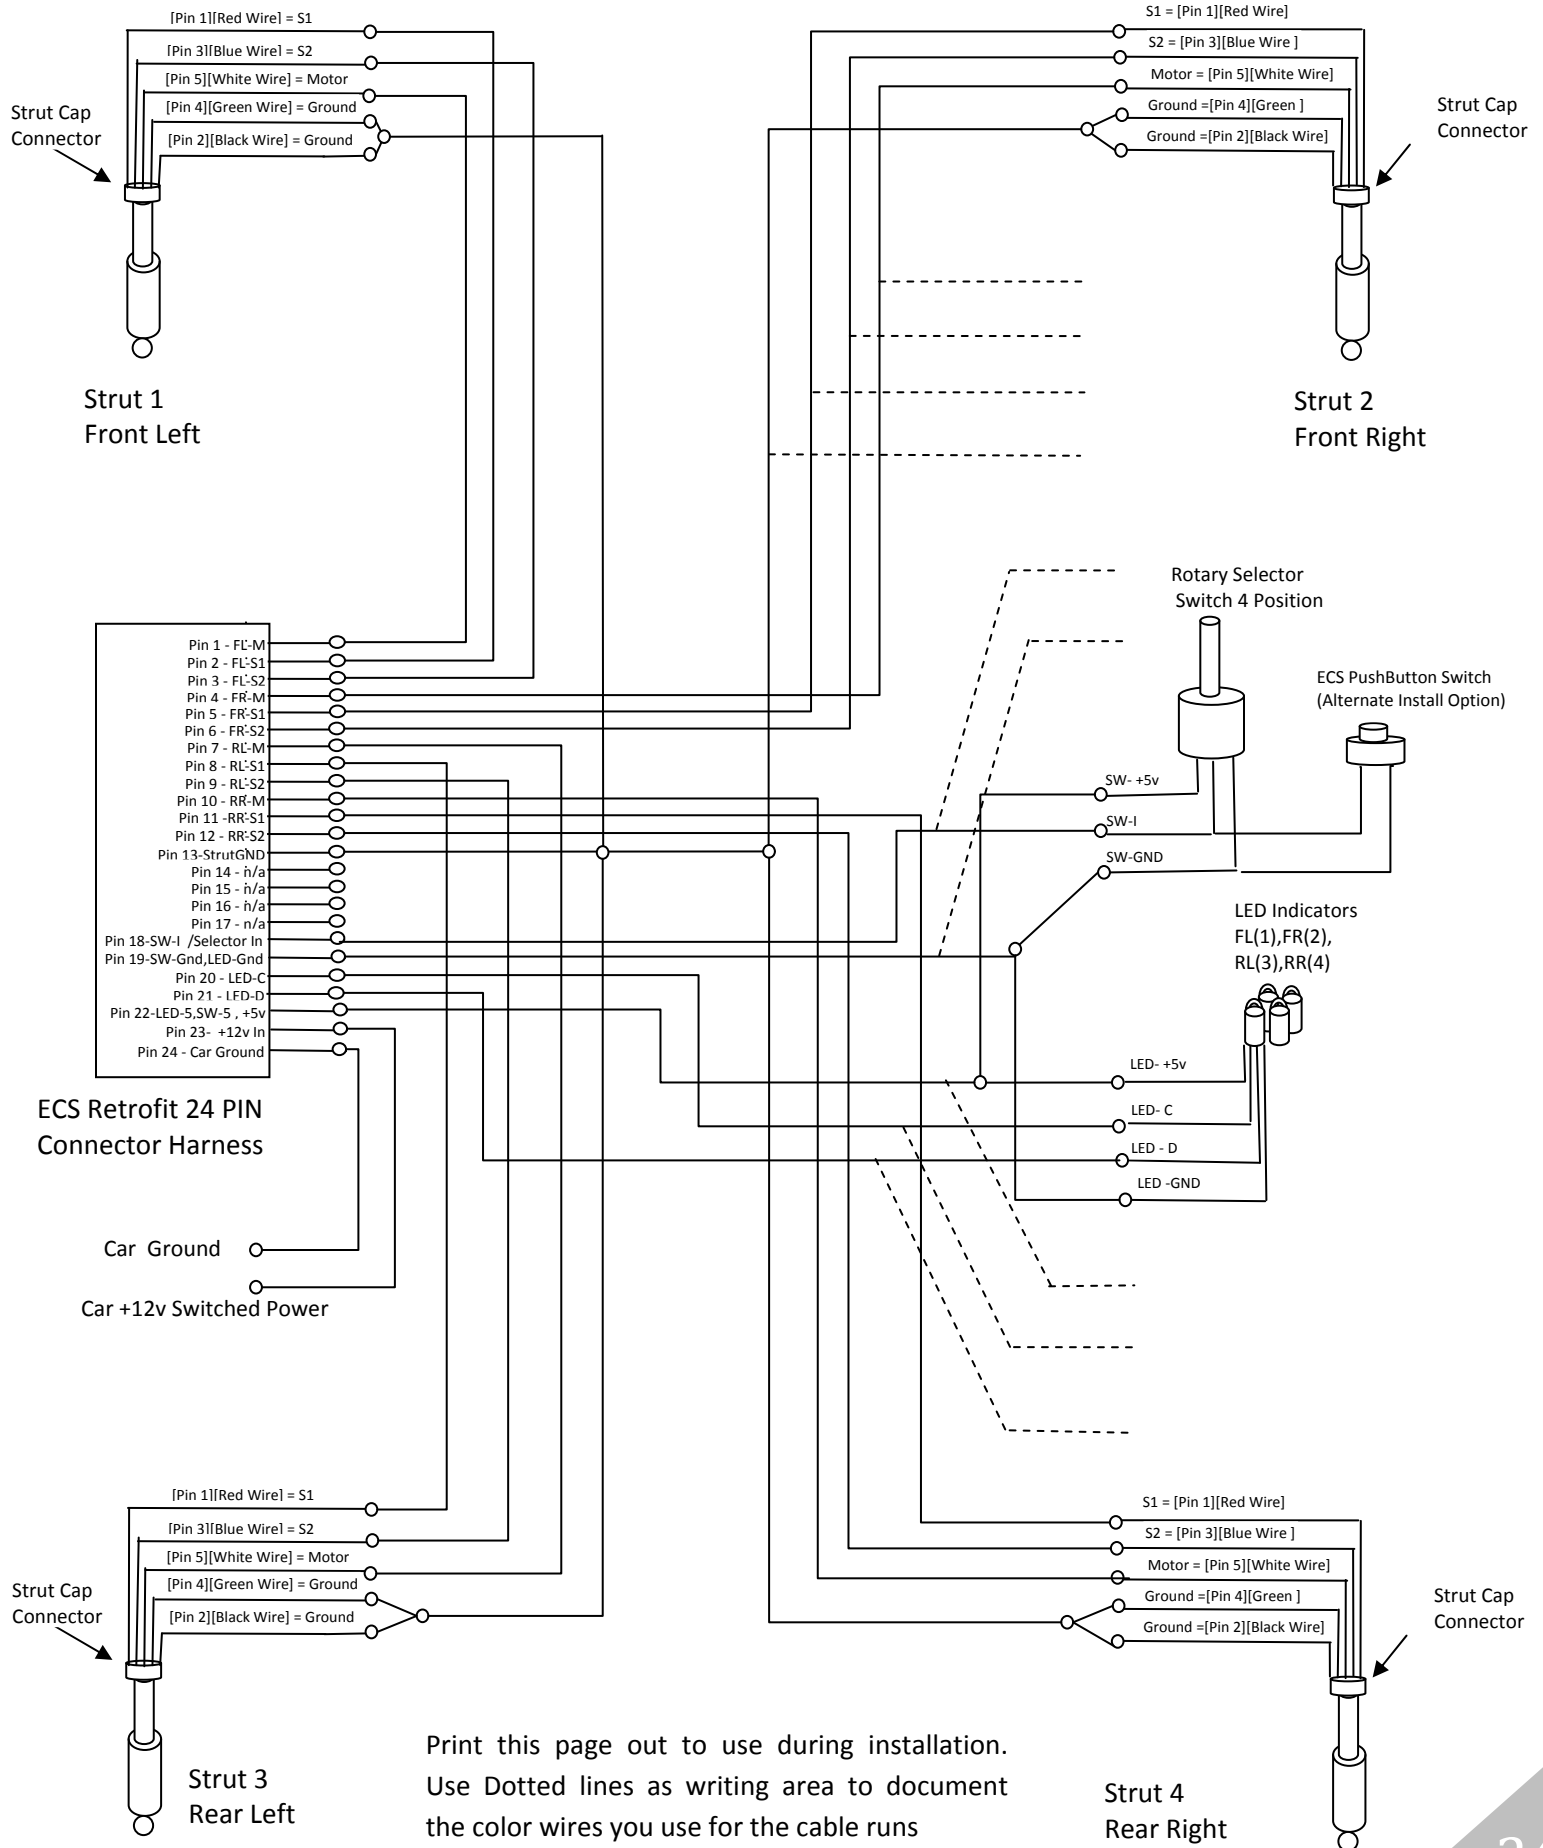 [Pin 1][Red Wire] = S1
[Pin 3][Blue Wire] = S2
[Pin 5][White Wire] = Motor
[Pin 4][Green Wire] = Ground
[Pin 2][Black Wire] = Ground
Strut Cap
Connector
Strut 1
Front Left
S1 = [Pin 1][Red Wire]
S2 = [Pin 3][Blue Wire ]
Motor = [Pin 5][White Wire]
Ground =[Pin 4][Green ]
Ground =[Pin 2][Black Wire]
Strut Cap
Connector
Strut 2
Front Right
Pin 1 - FL-M
Pin 2 - FL-S1
Pin 3 - FL-S2
Pin 4 - FR-M
Pin 5 - FR-S1
Pin 6 - FR-S2
Pin 7 - RL-M
Pin 8 - RL-S1
Pin 9 - RL-S2
Pin 10 - RR-M
Pin 11 -RR-S1
Pin 12 - RR-S2
Pin 13-StrutGND
Pin 14 - n/a
Pin 15 - n/a
Pin 16 - n/a
Pin 17 - n/a
Pin 18-SW-I /Selector In
Pin 19-SW-Gnd,LED-Gnd
Pin 20 - LED-C
Pin 21 - LED-D
Pin 22-LED-5,SW-5 , +5v
Pin 23- +12v In
Pin 24 - Car Ground
ECS Retrofit 24 PIN
Connector Harness
Car Ground
Car +12v Switched Power
Rotary Selector
Switch 4 Position
ECS PushButton Switch
(Alternate Install Option)
SW- +5v
SW-I
SW-GND
LED Indicators
FL(1),FR(2),
RL(3),RR(4)
LED- +5v
LED- C
LED - D
LED -GND
[Pin 1][Red Wire] = S1
[Pin 3][Blue Wire] = S2
[Pin 5][White Wire] = Motor
[Pin 4][Green Wire] = Ground
[Pin 2][Black Wire] = Ground
Strut Cap
Connector
Strut 3
Rear Left
S1 = [Pin 1][Red Wire]
S2 = [Pin 3][Blue Wire ]
Motor = [Pin 5][White Wire]
Ground =[Pin 4][Green ]
Ground =[Pin 2][Black Wire]
Strut Cap
Connector
Strut 4
Rear Right
Print this page out to use during installation.
Use Dotted lines as writing area to document
the color wires you use for the cable runs